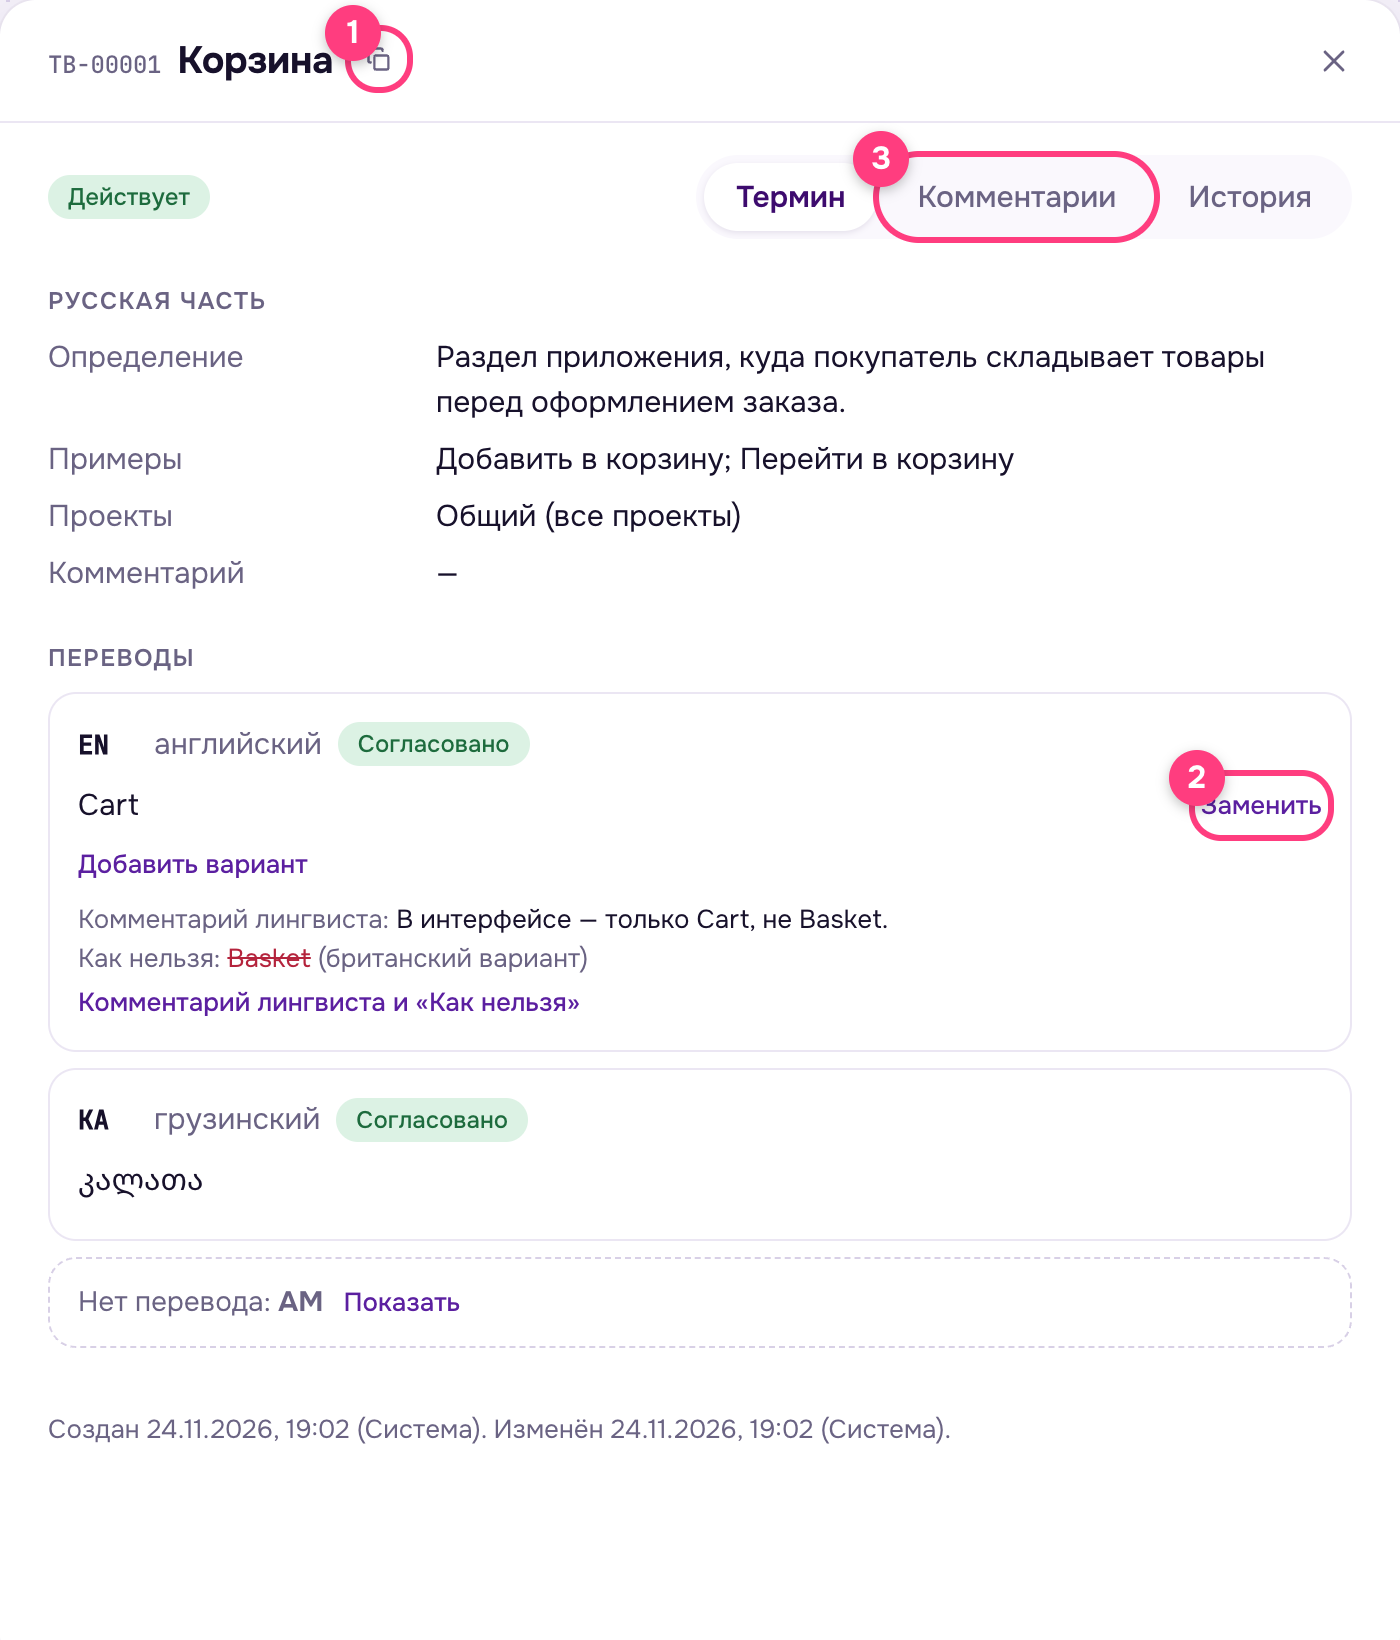 TB-00001 Корзина 1
Действует
Термин 3 Комментарии История
РУССКАЯ ЧАСТЬ
Определение Раздел приложения, куда покупатель складывает товары
перед оформлением заказа.
Примеры Добавить в корзину; Перейти в корзину
Проекты Общий (все проекты)
Комментарий —
ПЕРЕВОДЫ
EN английский Согласовано
Cart 2 Заменить
Добавить вариант
Комментарий лингвиста: В интерфейсе — только Cart, не Basket.
Как нельзя: Basket (британский вариант)
Комментарий лингвиста и «Как нельзя»
KA грузинский Согласовано
კალათა
Нет перевода: AM Показать
Создан 24.11.2026, 19:02 (Система). Изменён 24.11.2026, 19:02 (Система).